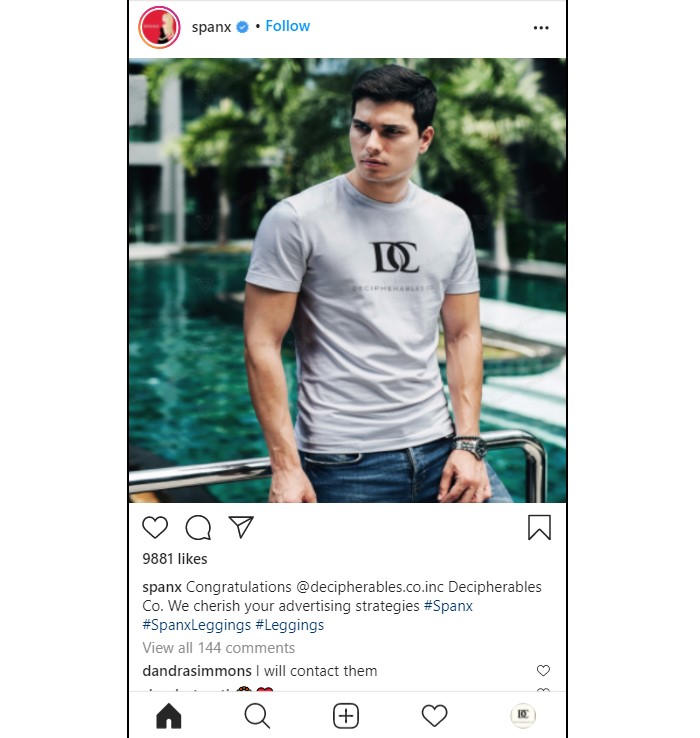 spanx • Follow
DC
DECIPHERABLES CO
9881 likes
spanx Congratulations @decipherables.co.inc Decipherables
Co. We cherish your advertising strategies #Spanx
#SpanxLeggings #Leggings
View all 144 comments
dandrasimmons I will contact them